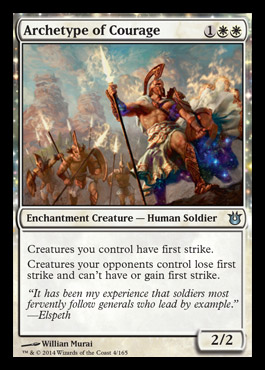 Archetype of Courage 1
Enchantment Creature — Human Soldier
Creatures you control have first strike.
Creatures your opponents control lose first
strike and can't have or gain first strike.
"It has been my experience that soldiers most
fervently follow generals who lead by example."
—Elspeth
2/2
Willian Murai
™ & © 2014 Wizards of the Coast 4/165